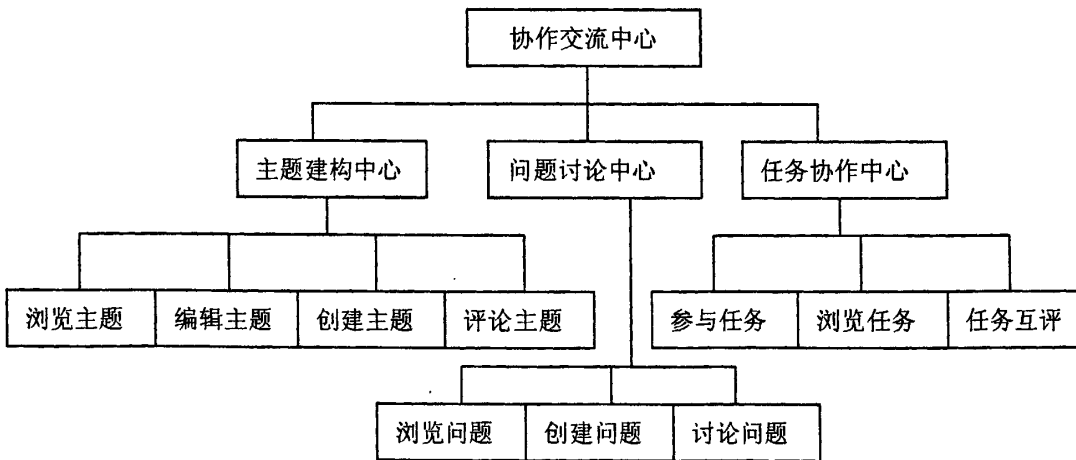 协作交流中心
主题建构中心
问题讨论中心
任务协作中心
浏览主题
编辑主题
创建主题
评论主题
参与任务
浏览任务
任务互评
浏览问题
创建问题
讨论问题